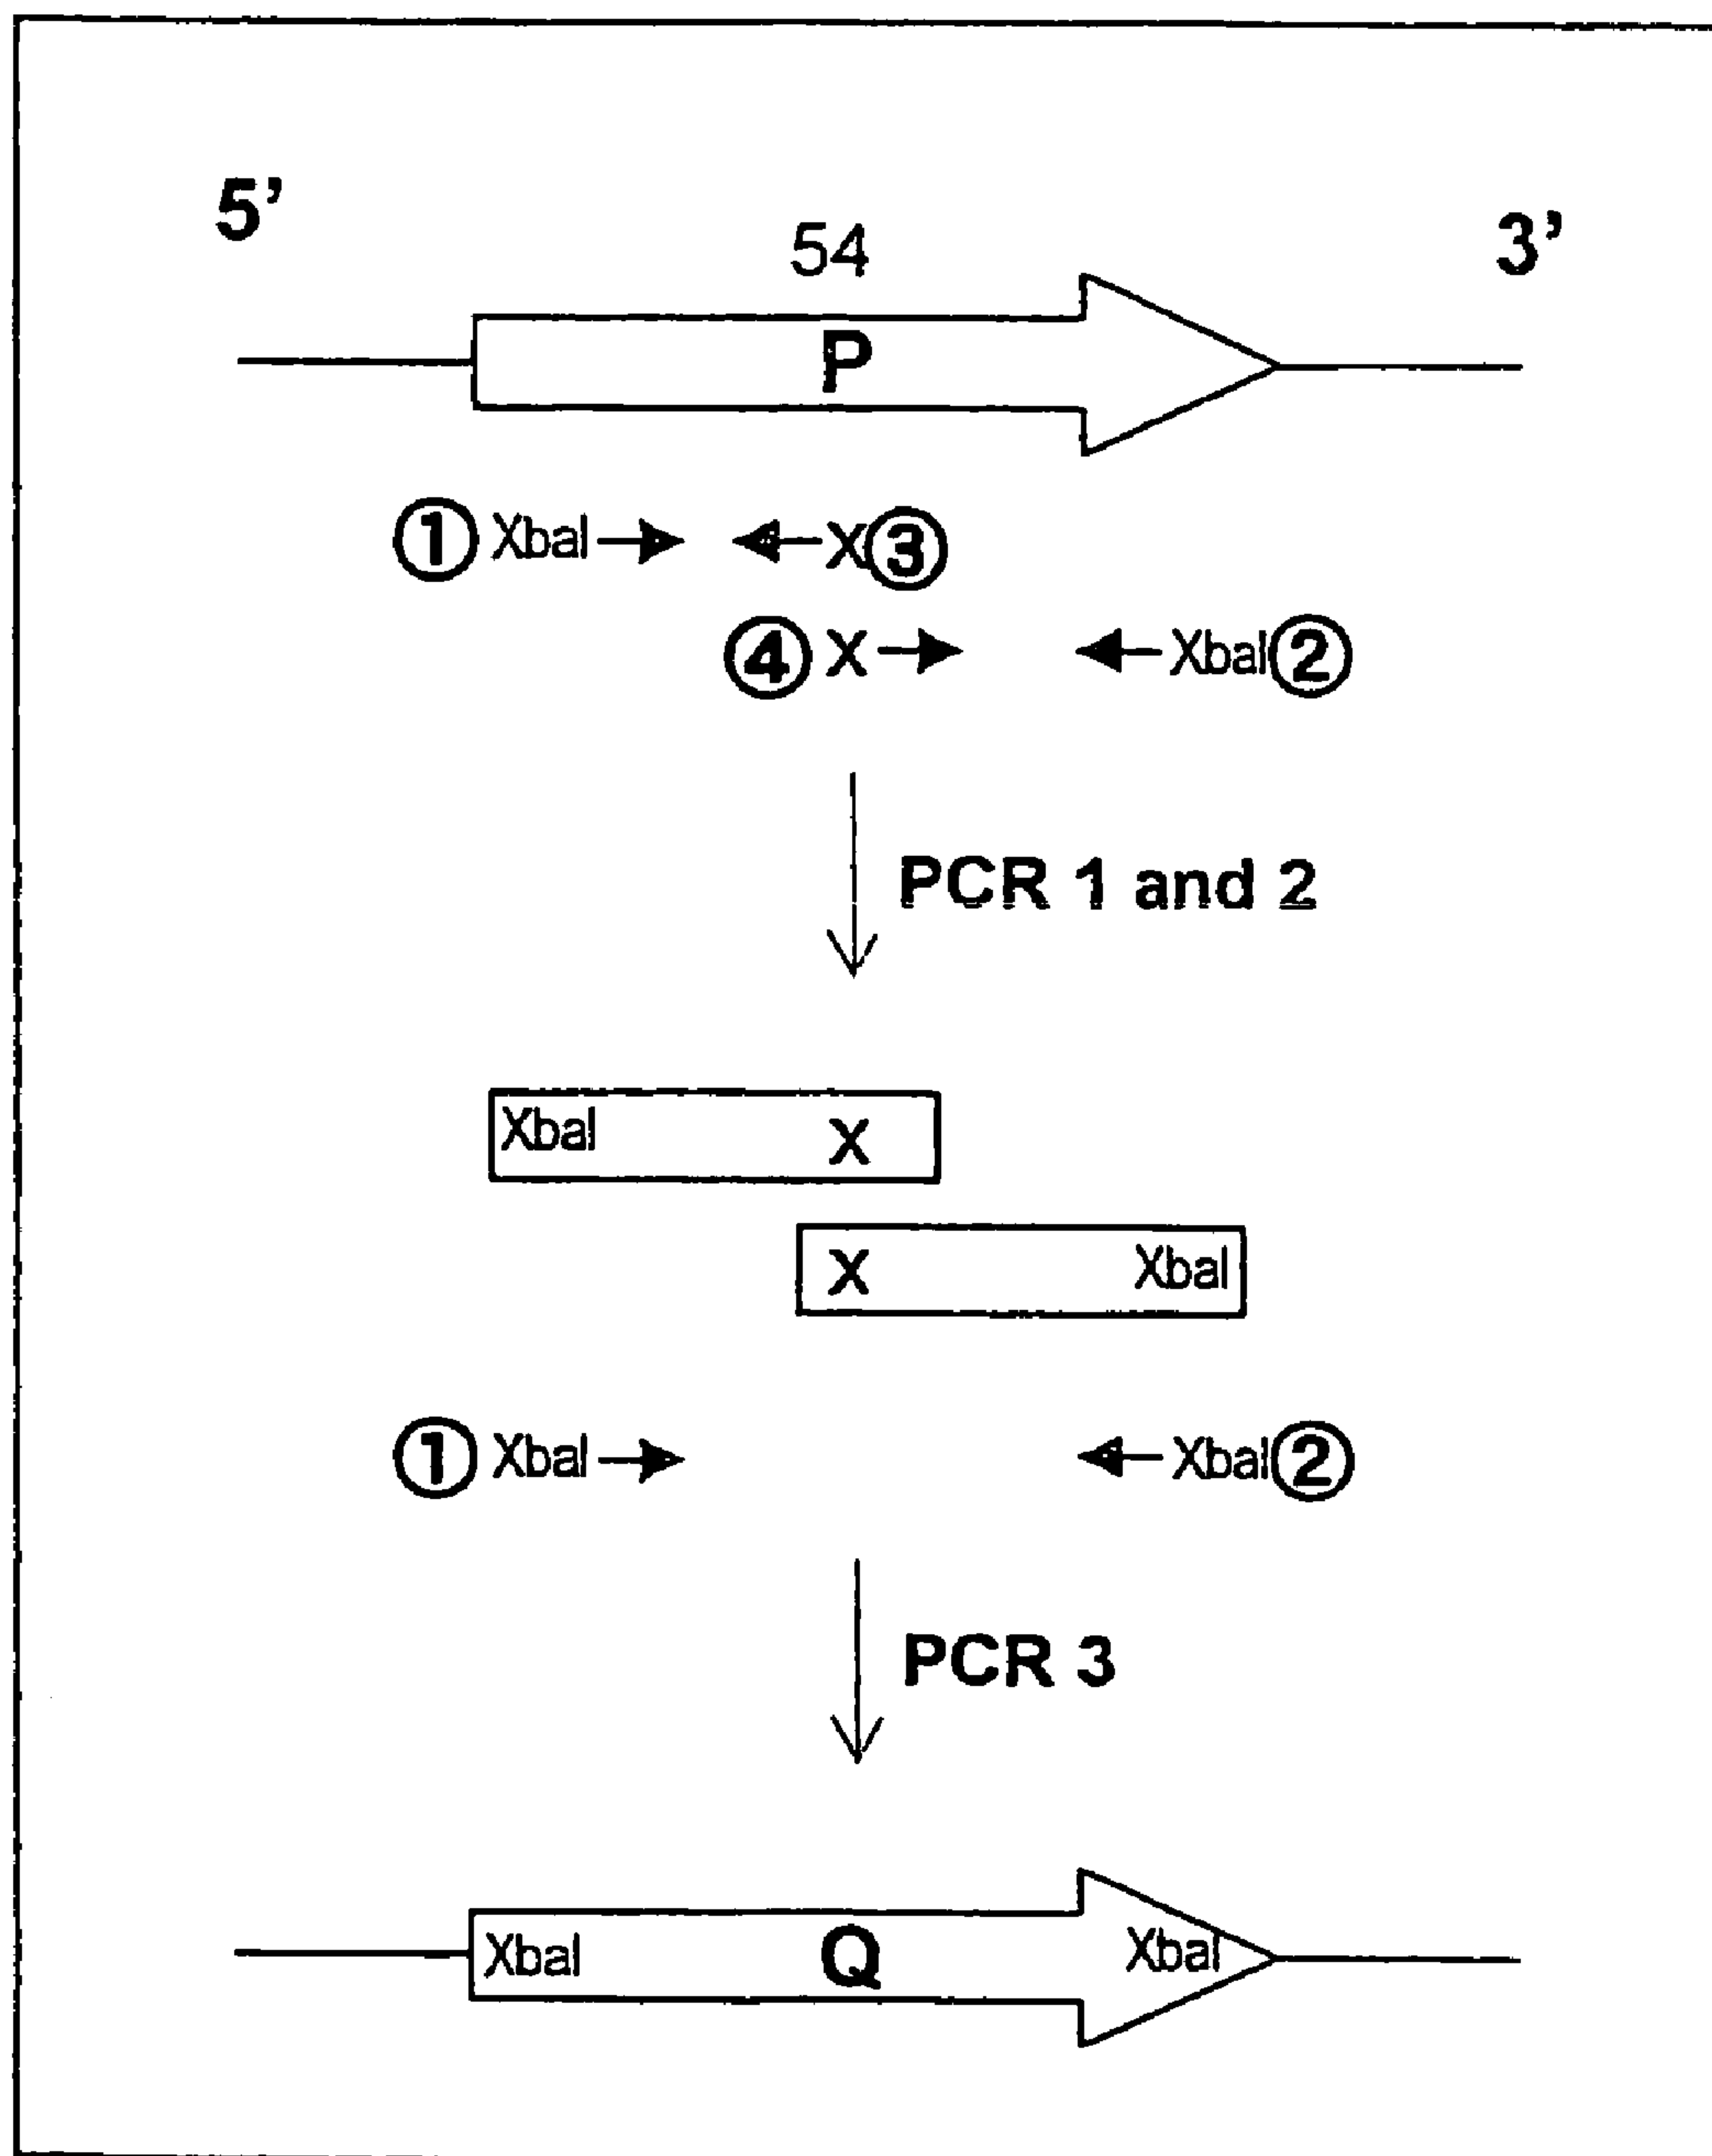 5' 54 3'
P
① XbaI X③
④ X XbaI②
PCR 1 and 2
XbaI X
X XbaI
① XbaI XbaI②
PCR 3
XbaI Q XbaI